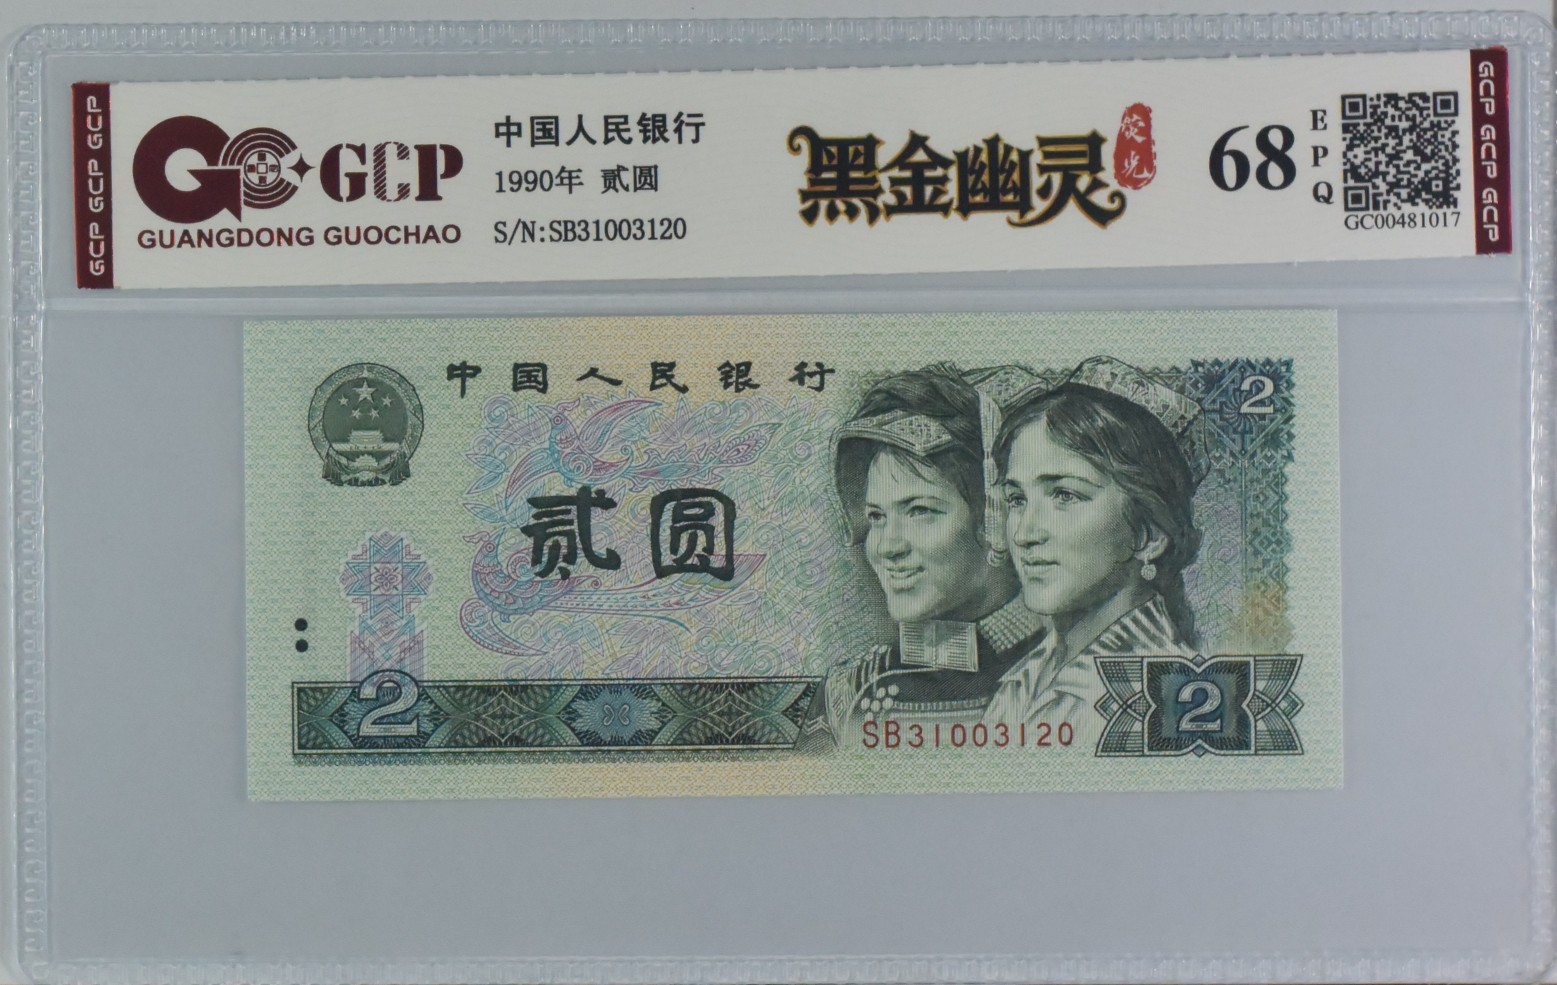 GCP GCP GCP
GCP
GUANGDONG GUOCHAO
中国人民银行
1990年 贰圆
S/N:SB31003120
黑金幽灵
荧光
68
EPQ
GC00481017
GCP GCP GCP
中国人民银行
2
贰圆
2
SB31003120
2